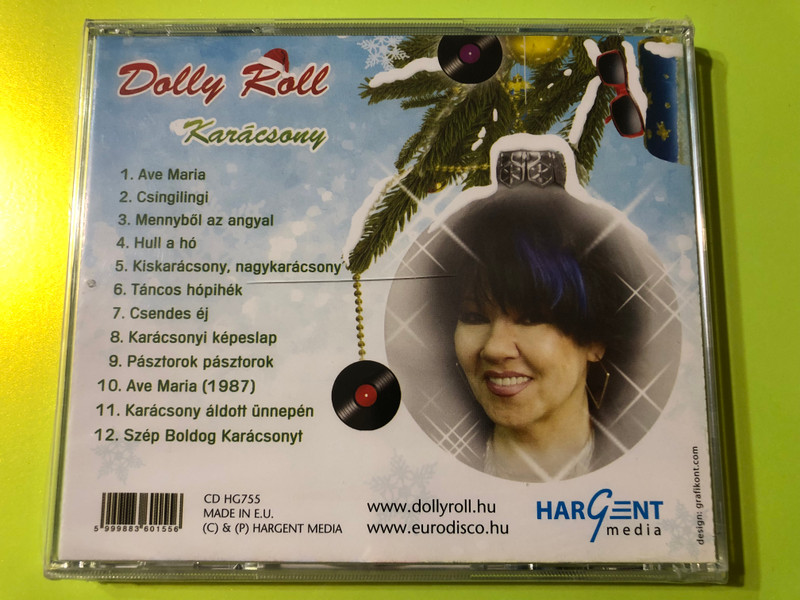 Dolly Roll
Karácsony
1. Ave Maria
2. Csíngilingi
3. Mennyből az angyal
4. Hull a hó
5. Kiskarácsony, nagykarácsony
6. Táncos hópihék
7. Csendes éj
8. Karácsonyi képeslap
9. Pásztorok pásztorok
10. Ave Maria (1987)
11. Karácsony áldott ünnepén
12. Szép Boldog Karácsonyt
5 999883 601556
CD HG755
MADE IN E.U.
(C) & (P) HARGENT MEDIA
www.dollyroll.hu
www.eurodisco.hu
HARGENT
media
design: grafikont.com